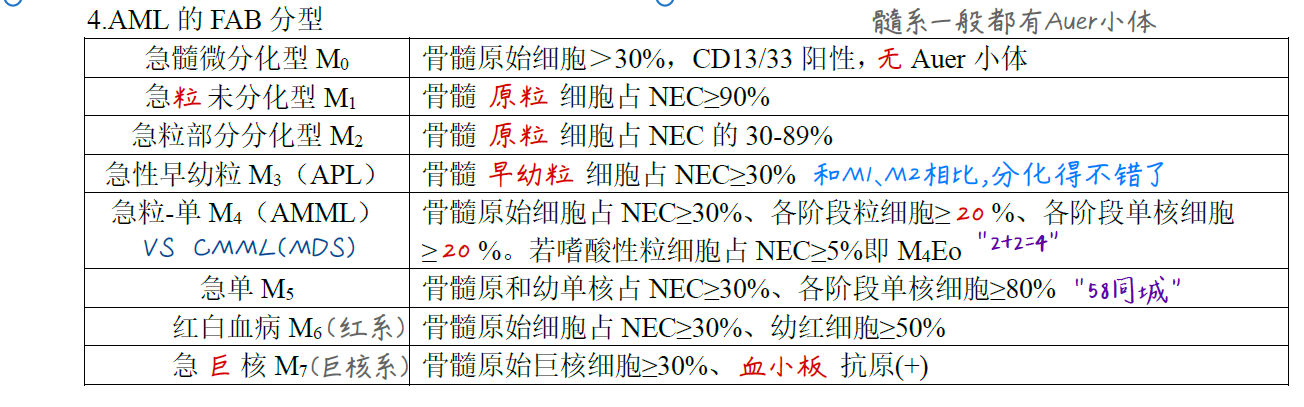 4.AML 的 FAB 分型 髓系一般都有Auer小体
急髓微分化型 M₀ 骨髓原始细胞＞30%，CD13/33 阳性，无 Auer 小体
急粒 未分化型 M₁ 骨髓 原粒 细胞占 NEC≥90%
急粒部分分化型 M₂ 骨髓 原粒 细胞占 NEC 的 30-89%
急性早幼粒 M₃（APL） 骨髓 早幼粒 细胞占 NEC≥30% 和M1、M2相比,分化得不错了
急粒-单 M₄（AMML） 骨髓原始细胞占 NEC≥30%、各阶段粒细胞≥20%、各阶段单核细胞
VS CMML(MDS) ≥20%。若嗜酸性粒细胞占 NEC≥5%即 M₄Eo "2+2=4"
急单 M₅ 骨髓原和幼单核占 NEC≥30%、各阶段单核细胞≥80% "58同城"
红白血病 M₆(红系) 骨髓原始细胞占 NEC≥30%、幼红细胞≥50%
急 巨 核 M₇(巨核系) 骨髓原始巨核细胞≥30%、血小板 抗原(+)